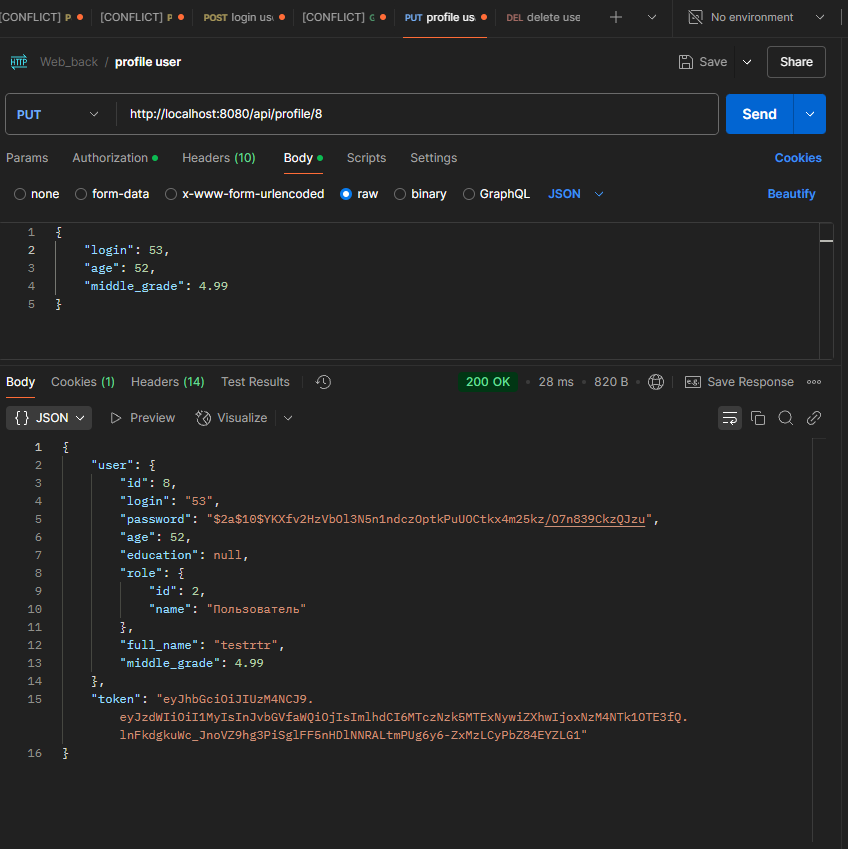 [CONFLICT] P [CONFLICT] P POST login use [CONFLICT] G PUT profile us DEL delete use No environment
HTTP Web_back / profile user Save Share
PUT http://localhost:8080/api/profile/8 Send
Params Authorization Headers (10) Body Scripts Settings Cookies
none form-data x-www-form-urlencoded raw binary GraphQL JSON Beautify
1 {
2 "login": 53,
3 "age": 52,
4 "middle_grade": 4.99
5 }
Body Cookies (1) Headers (14) Test Results 200 OK 28 ms 820 B e.g. Save Response
{} JSON Preview Visualize
1 {
2 "user": {
3 "id": 8,
4 "login": "53",
5 "password": "$2a$10$YKXfv2HzVbOl3N5n1ndczOptkPuUOCtkx4m25kz/O7n839CkzQJzu",
6 "age": 52,
7 "education": null,
8 "role": {
9 "id": 2,
10 "name": "Пользователь"
11 },
12 "full_name": "testrtr",
13 "middle_grade": 4.99
14 },
15 "token": "eyJhbGciOiJIUzM4NCJ9.
eyJzdWIiOiI1MyIsInJvbGVfaWQiOjIsImlhdCI6MTczNzk5MTExNywiZXhwIjoxNzM4NTk1OTE3fQ.
lnFkdgkuWc_JnoVZ9hg3PiSglFF5nHDlNNRALtmPUg6y6-ZxMzLCyPbZ84EYZLG1"
16 }